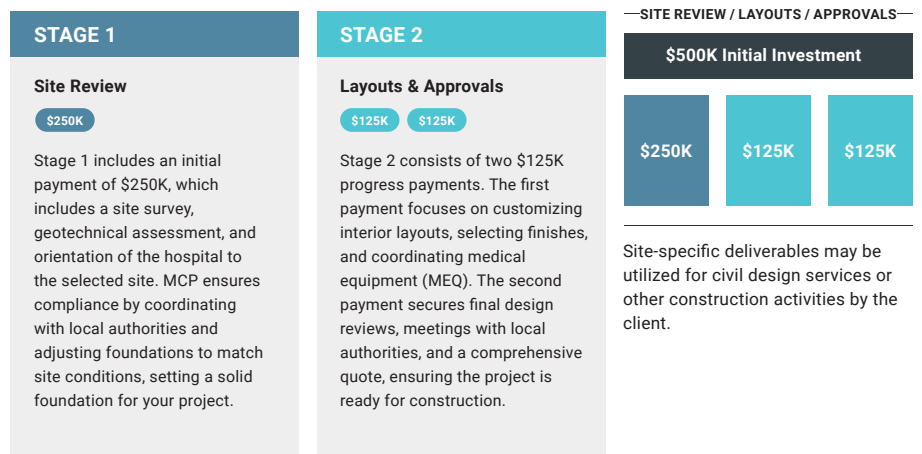 STAGE 1
Site Review
$250K
Stage 1 includes an initial
payment of $250K, which
includes a site survey,
geotechnical assessment, and
orientation of the hospital to
the selected site. MCP ensures
compliance by coordinating
with local authorities and
adjusting foundations to match
site conditions, setting a solid
foundation for your project.
STAGE 2
Layouts & Approvals
$125K $125K
Stage 2 consists of two $125K
progress payments. The first
payment focuses on customizing
interior layouts, selecting finishes,
and coordinating medical
equipment (MEQ). The second
payment secures final design
reviews, meetings with local
authorities, and a comprehensive
quote, ensuring the project is
ready for construction.
SITE REVIEW / LAYOUTS / APPROVALS
$500K Initial Investment
$250K $125K $125K
Site-specific deliverables may be
utilized for civil design services or
other construction activities by the
client.